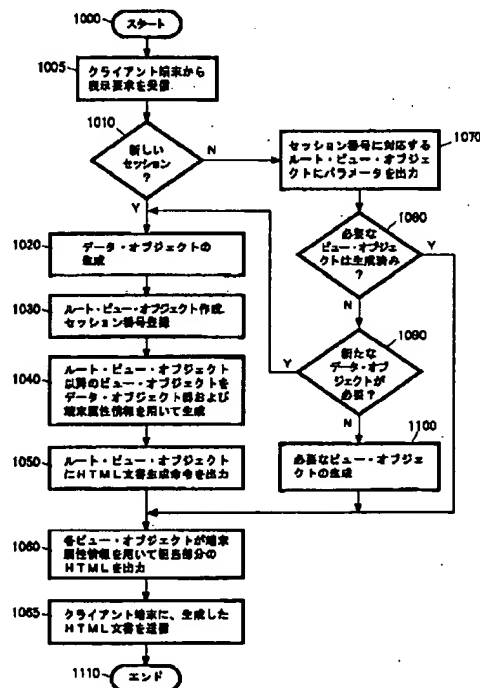 1000
スタート
1005
クライアント端末から
表示要求を受信
1010
新しい
セッション
?
N
Y
1070
セッション番号に対応する
ルート・ビュー・オブジェ
クトにパラメータを出力
1080
必要な
ビュー・オブジェクト
は生成済み
?
Y
N
1020
データ・オブジェクトの
生成
1030
ルート・ビュー・オブジェクト作成,
セッション番号登録
1090
新たな
データ・オブ
ジェクトが
必要?
Y
N
1040
ルート・ビュー・オブジェクト
以降のビュー・オブジェクトを
データ・オブジェクト群および
端末属性情報を用いて生成
1100
必要なビュー・オブジェ
クトの生成
1050
ルート・ビュー・オブジェクト
にHTML文書生成命令を出力
1060
各ビュー・オブジェクトが端末
属性情報を用いて担当部分の
HTMLを出力
1065
クライアント端末に、生成した
HTML文書を送信
1110
エンド